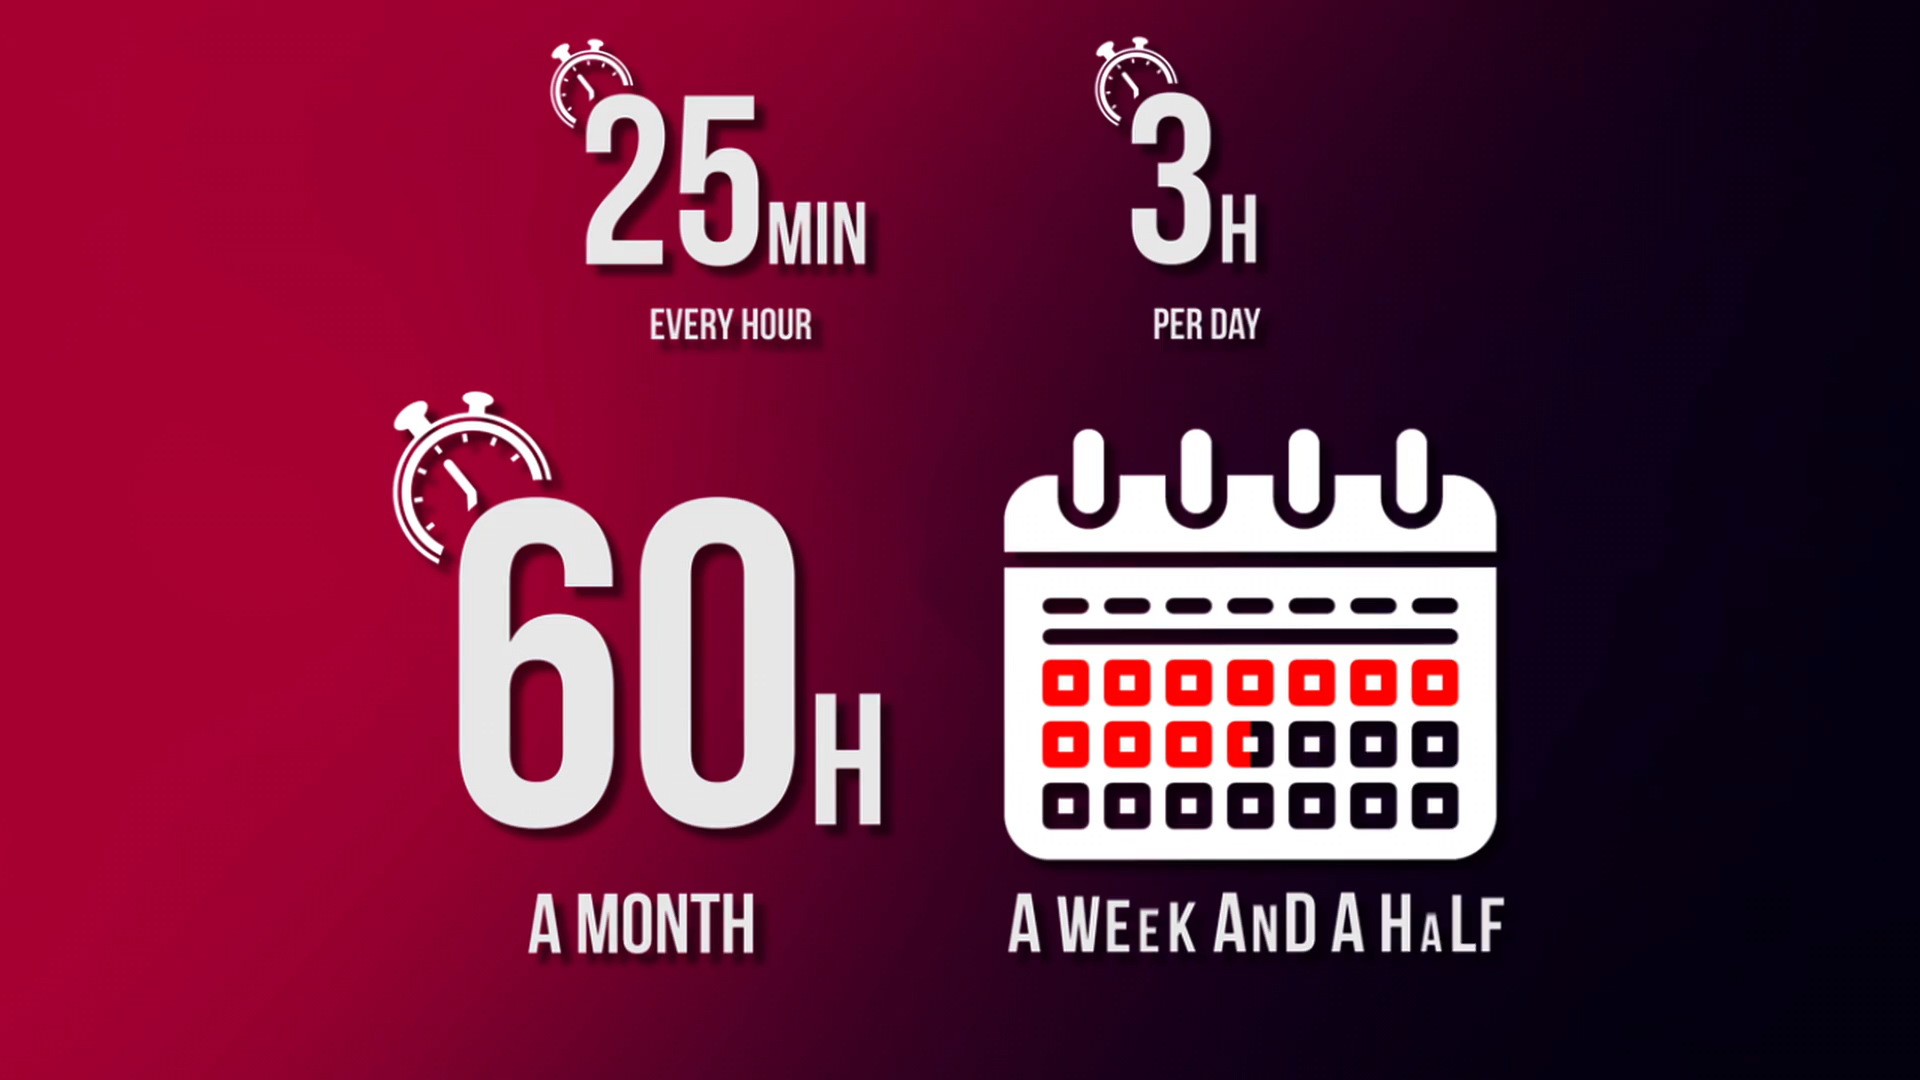 25MIN
EVERY HOUR
3H
PER DAY
60H
A MONTH
A WEEK AND A HALF